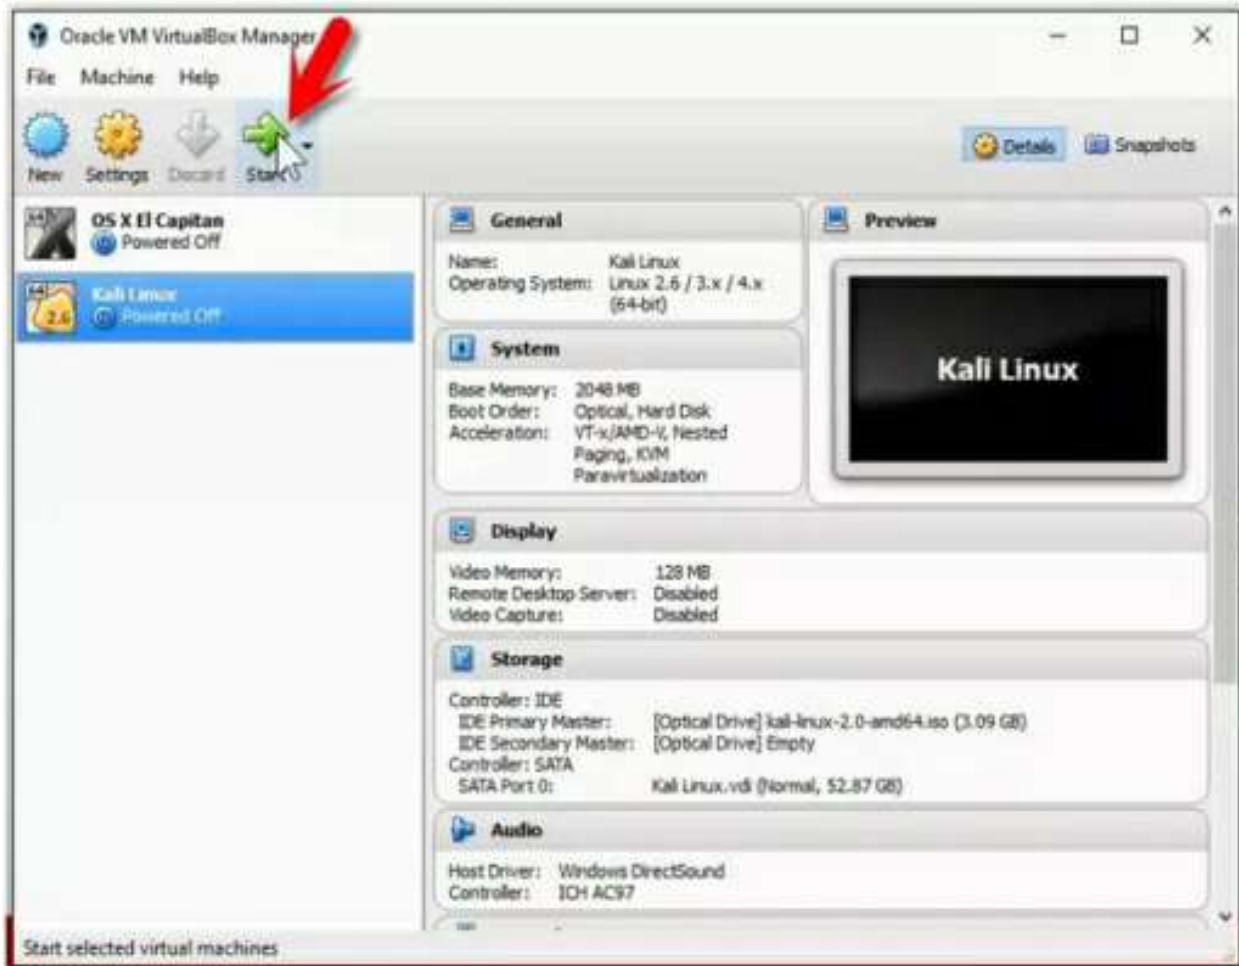 Oracle VM VirtualBox Manager
File Machine Help
New Settings Discard Start
Details Snapshots
OS X El Capitan
Powered Off
Kali Linux
Powered Off
General
Name: Kali Linux
Operating System: Linux 2.6 / 3.x / 4.x
(64-bit)
System
Base Memory: 2048 MB
Boot Order: Optical, Hard Disk
Acceleration: VT-x/AMD-V, Nested
Paging, KVM
Paravirtualization
Preview
Kali Linux
Display
Video Memory: 128 MB
Remote Desktop Server: Disabled
Video Capture: Disabled
Storage
Controller: IDE
IDE Primary Master: [Optical Drive] kali-linux-2.0-amd64.iso (3.09 GB)
IDE Secondary Master: [Optical Drive] Empty
Controller: SATA
SATA Port 0: Kali Linux.vdi (Normal, 52.87 GB)
Audio
Host Driver: Windows DirectSound
Controller: ICH AC97
Start selected virtual machines